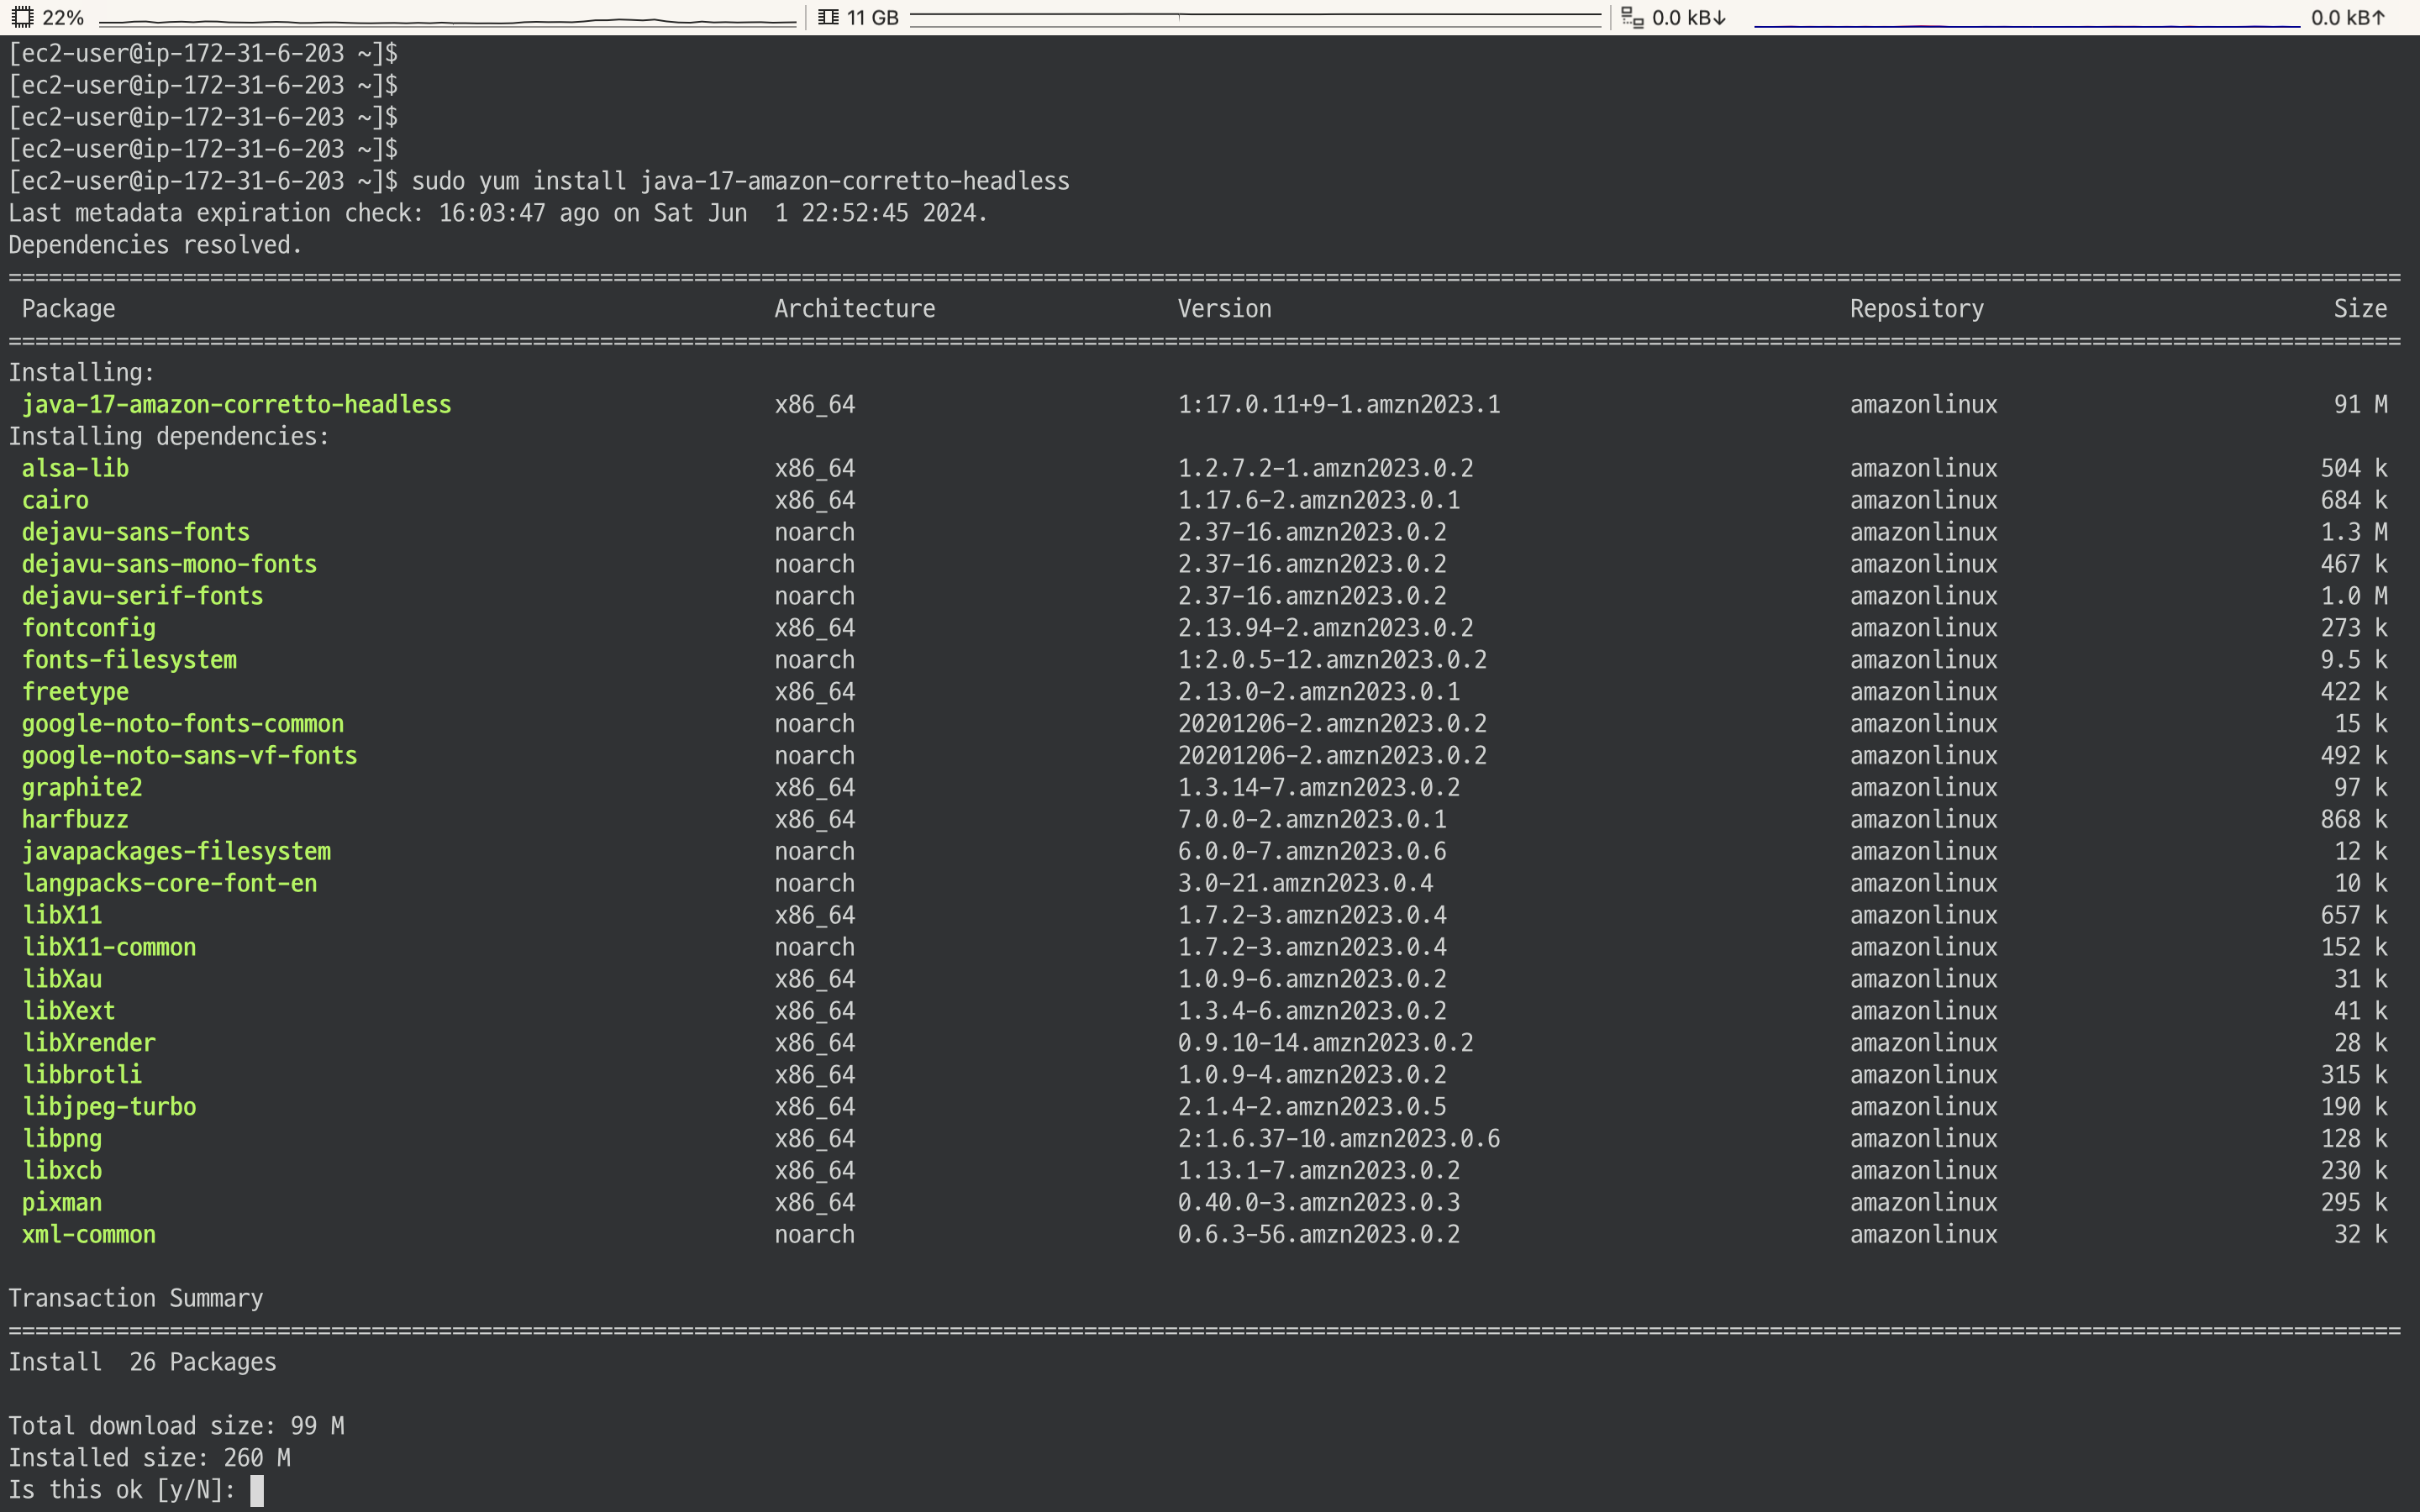 22% 11 GB 0.0 kB↓ 0.0 kB↑
[ec2-user@ip-172-31-6-203 ~]$
[ec2-user@ip-172-31-6-203 ~]$
[ec2-user@ip-172-31-6-203 ~]$
[ec2-user@ip-172-31-6-203 ~]$
[ec2-user@ip-172-31-6-203 ~]$ sudo yum install java-17-amazon-corretto-headless
Last metadata expiration check: 16:03:47 ago on Sat Jun  1 22:52:45 2024.
Dependencies resolved.
Package Architecture Version Repository Size
Installing:
java-17-amazon-corretto-headless x86_64 1:17.0.11+9-1.amzn2023.1 amazonlinux 91 M
Installing dependencies:
alsa-lib x86_64 1.2.7.2-1.amzn2023.0.2 amazonlinux 504 k
cairo x86_64 1.17.6-2.amzn2023.0.1 amazonlinux 684 k
dejavu-sans-fonts noarch 2.37-16.amzn2023.0.2 amazonlinux 1.3 M
dejavu-sans-mono-fonts noarch 2.37-16.amzn2023.0.2 amazonlinux 467 k
dejavu-serif-fonts noarch 2.37-16.amzn2023.0.2 amazonlinux 1.0 M
fontconfig x86_64 2.13.94-2.amzn2023.0.2 amazonlinux 273 k
fonts-filesystem noarch 1:2.0.5-12.amzn2023.0.2 amazonlinux 9.5 k
freetype x86_64 2.13.0-2.amzn2023.0.1 amazonlinux 422 k
google-noto-fonts-common noarch 20201206-2.amzn2023.0.2 amazonlinux 15 k
google-noto-sans-vf-fonts noarch 20201206-2.amzn2023.0.2 amazonlinux 492 k
graphite2 x86_64 1.3.14-7.amzn2023.0.2 amazonlinux 97 k
harfbuzz x86_64 7.0.0-2.amzn2023.0.1 amazonlinux 868 k
javapackages-filesystem noarch 6.0.0-7.amzn2023.0.6 amazonlinux 12 k
langpacks-core-font-en noarch 3.0-21.amzn2023.0.4 amazonlinux 10 k
libX11 x86_64 1.7.2-3.amzn2023.0.4 amazonlinux 657 k
libX11-common noarch 1.7.2-3.amzn2023.0.4 amazonlinux 152 k
libXau x86_64 1.0.9-6.amzn2023.0.2 amazonlinux 31 k
libXext x86_64 1.3.4-6.amzn2023.0.2 amazonlinux 41 k
libXrender x86_64 0.9.10-14.amzn2023.0.2 amazonlinux 28 k
libbrotli x86_64 1.0.9-4.amzn2023.0.2 amazonlinux 315 k
libjpeg-turbo x86_64 2.1.4-2.amzn2023.0.5 amazonlinux 190 k
libpng x86_64 2:1.6.37-10.amzn2023.0.6 amazonlinux 128 k
libxcb x86_64 1.13.1-7.amzn2023.0.2 amazonlinux 230 k
pixman x86_64 0.40.0-3.amzn2023.0.3 amazonlinux 295 k
xml-common noarch 0.6.3-56.amzn2023.0.2 amazonlinux 32 k
Transaction Summary
Install  26 Packages
Total download size: 99 M
Installed size: 260 M
Is this ok [y/N]: